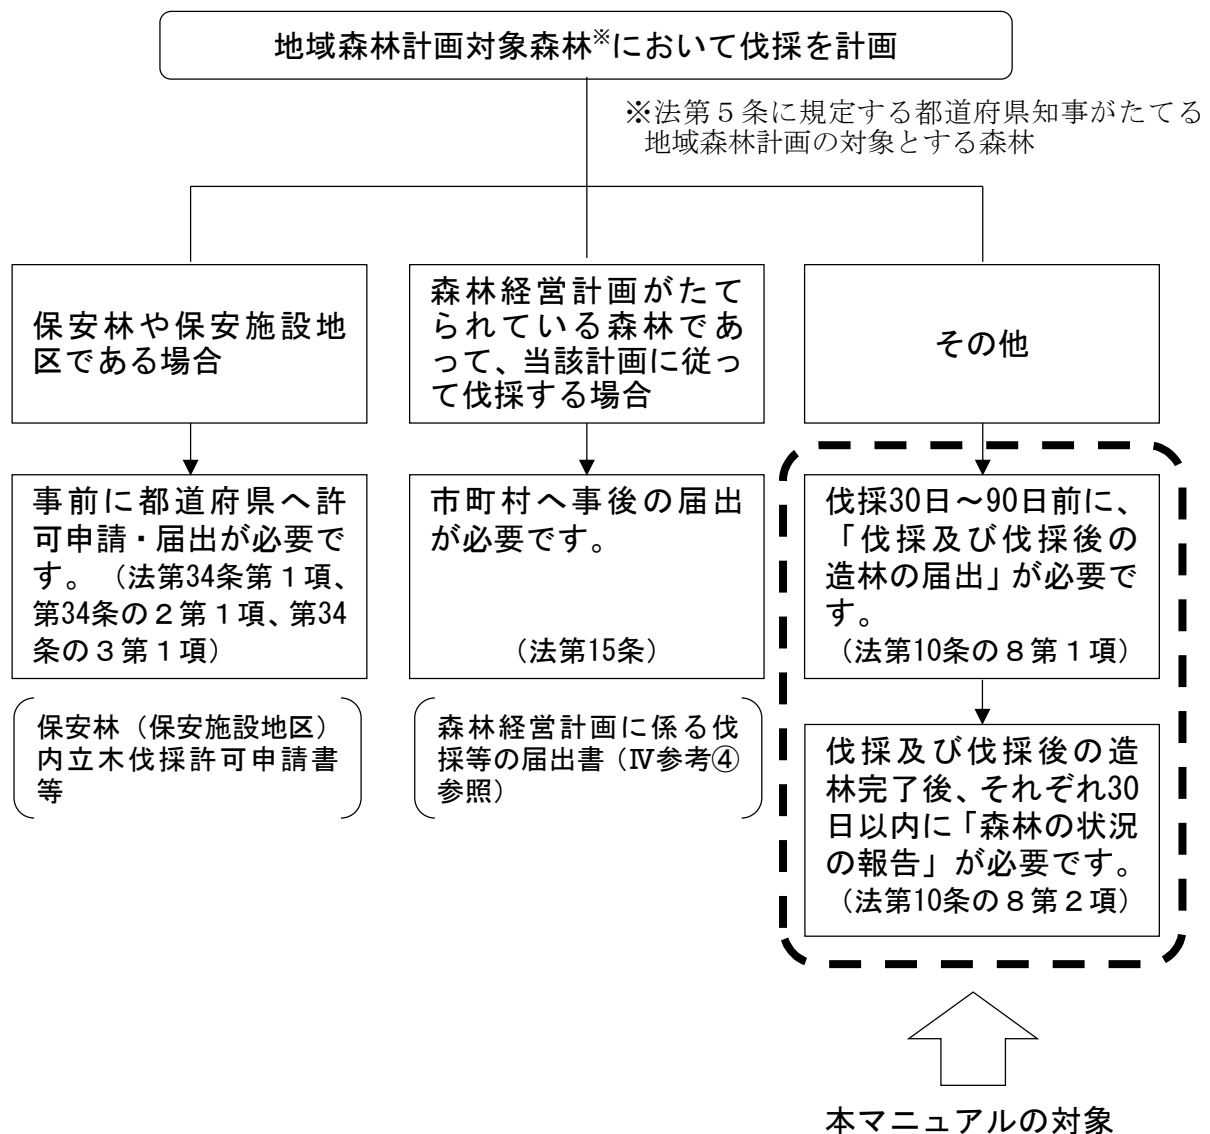 地域森林計画対象森林※において伐採を計画
※法第５条に規定する都道府県知事がたてる
地域森林計画の対象とする森林
保安林や保安施設地
区である場合
森林経営計画がたて
られている森林であ
って、当該計画に従っ
て伐採する場合
その他
事前に都道府県へ許
可申請・届出が必要で
す。（法第34条第１項、
第34条の２第１項、第34
条の３第１項）
市町村へ事後の届出
が必要です。
（法第15条）
伐採30日～90日前に、
「伐採及び伐採後の
造林の届出」が必要で
す。
（法第10条の８第１項）
保安林（保安施設地区）
内立木伐採許可申請書
等
森林経営計画に係る伐
採等の届出書（Ⅳ参考④
参照）
伐採及び伐採後の造
林完了後、それぞれ30
日以内に「森林の状況
の報告」が必要です。
（法第10条の８第２項）
本マニュアルの対象